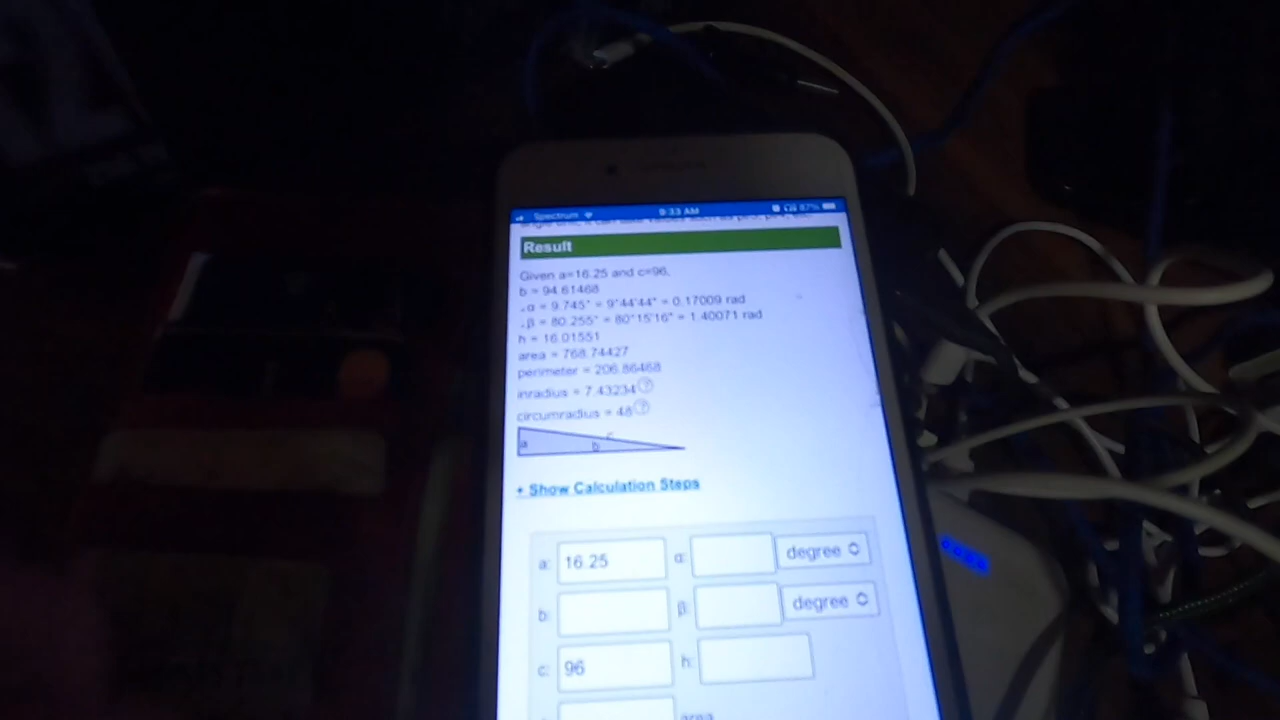 Spectrum 9:33 AM 87%
Result
Given a=16.25 and c=96,
b = 94.61468
∠α = 9.745° = 9°44'44" = 0.17009 rad
∠β = 80.255° = 80°15'16" = 1.40071 rad
h = 16.01551
area = 768.74427
perimeter = 206.86468
inradius = 7.43234 ?
circumradius = 48 ?
a b c
+ Show Calculation Steps
a: 16.25 α: degree
b: β: degree
c: 96 h:
area